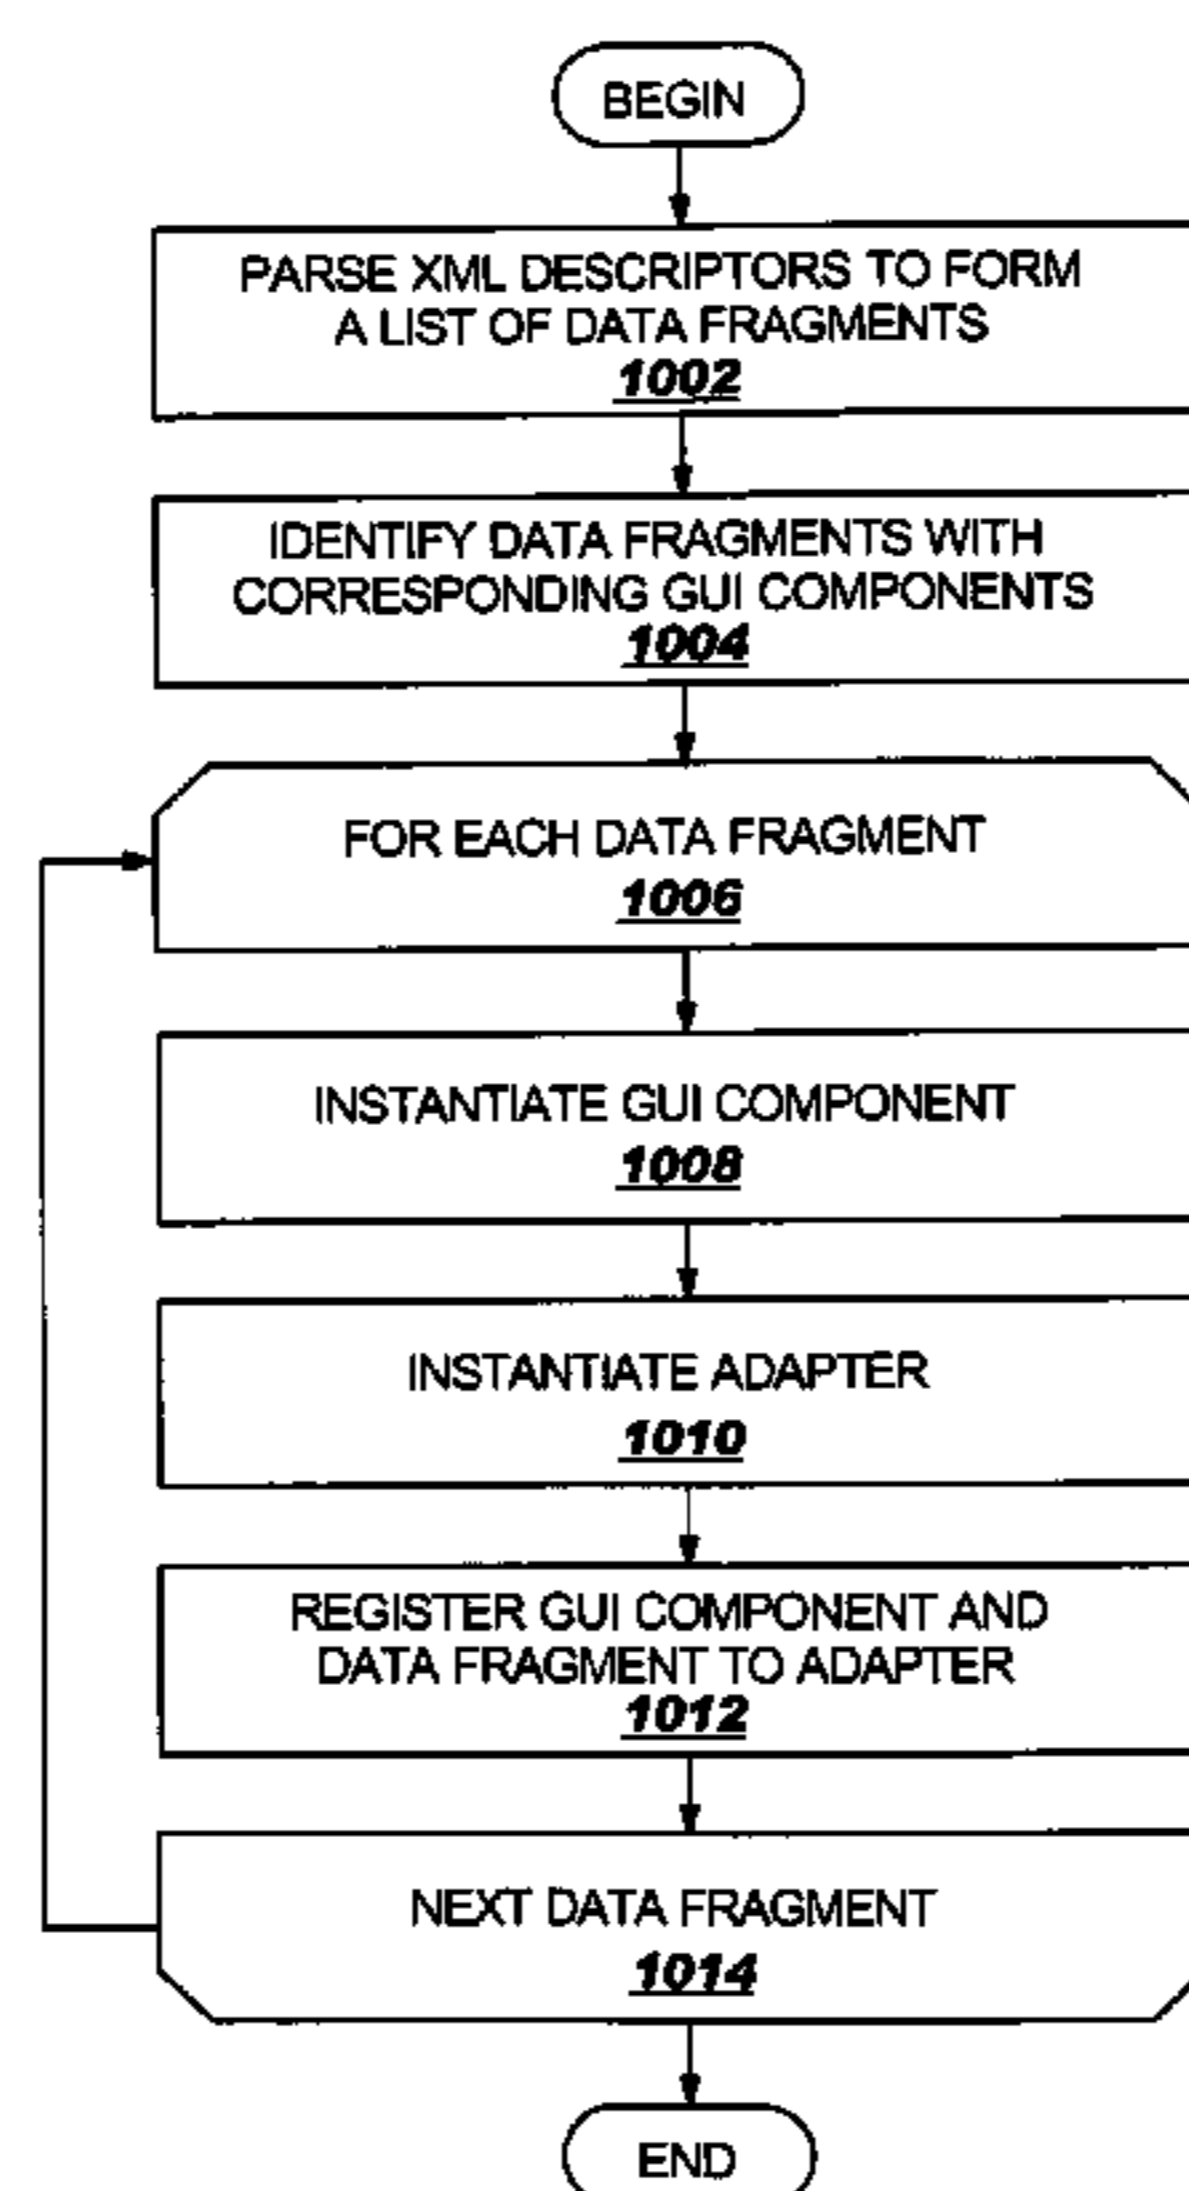 BEGIN
PARSE XML DESCRIPTORS TO FORM
A LIST OF DATA FRAGMENTS
1002
IDENTIFY DATA FRAGMENTS WITH
CORRESPONDING GUI COMPONENTS
1004
FOR EACH DATA FRAGMENT
1006
INSTANTIATE GUI COMPONENT
1008
INSTANTIATE ADAPTER
1010
REGISTER GUI COMPONENT AND
DATA FRAGMENT TO ADAPTER
1012
NEXT DATA FRAGMENT
1014
END